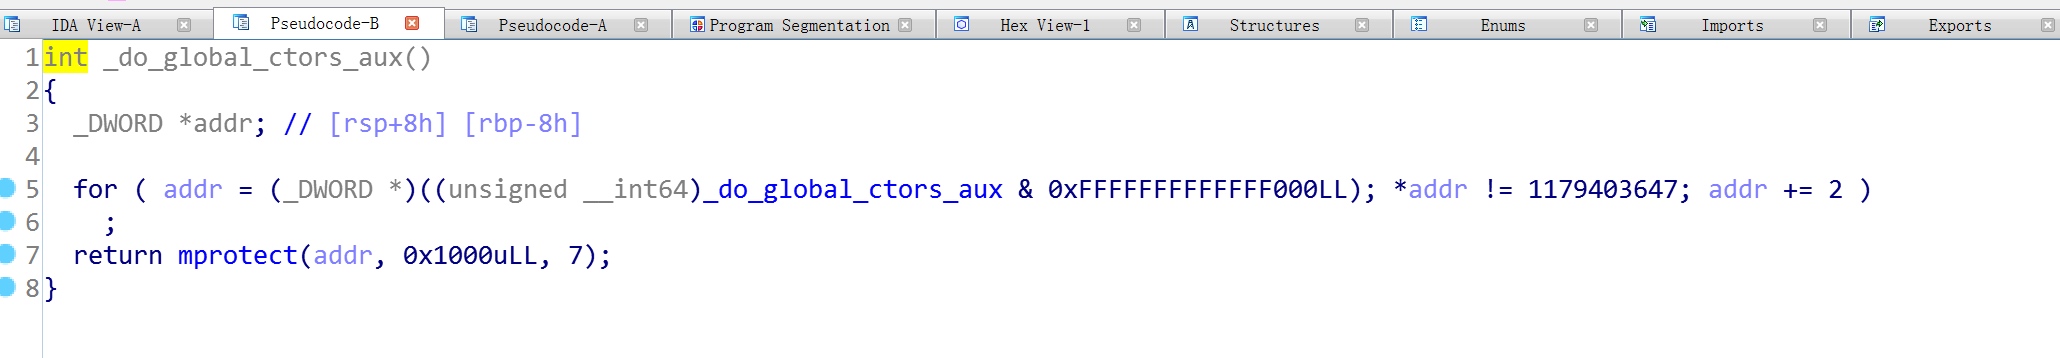 IDA View-A Pseudocode-B Pseudocode-A Program Segmentation Hex View-1 Structures Enums Imports Exports
1 int _do_global_ctors_aux()
2 {
3   _DWORD *addr; // [rsp+8h] [rbp-8h]
4
5   for ( addr = (_DWORD *)((unsigned __int64)_do_global_ctors_aux & 0xFFFFFFFFFFFFF000LL); *addr != 1179403647; addr += 2 )
6     ;
7   return mprotect(addr, 0x1000uLL, 7);
8 }